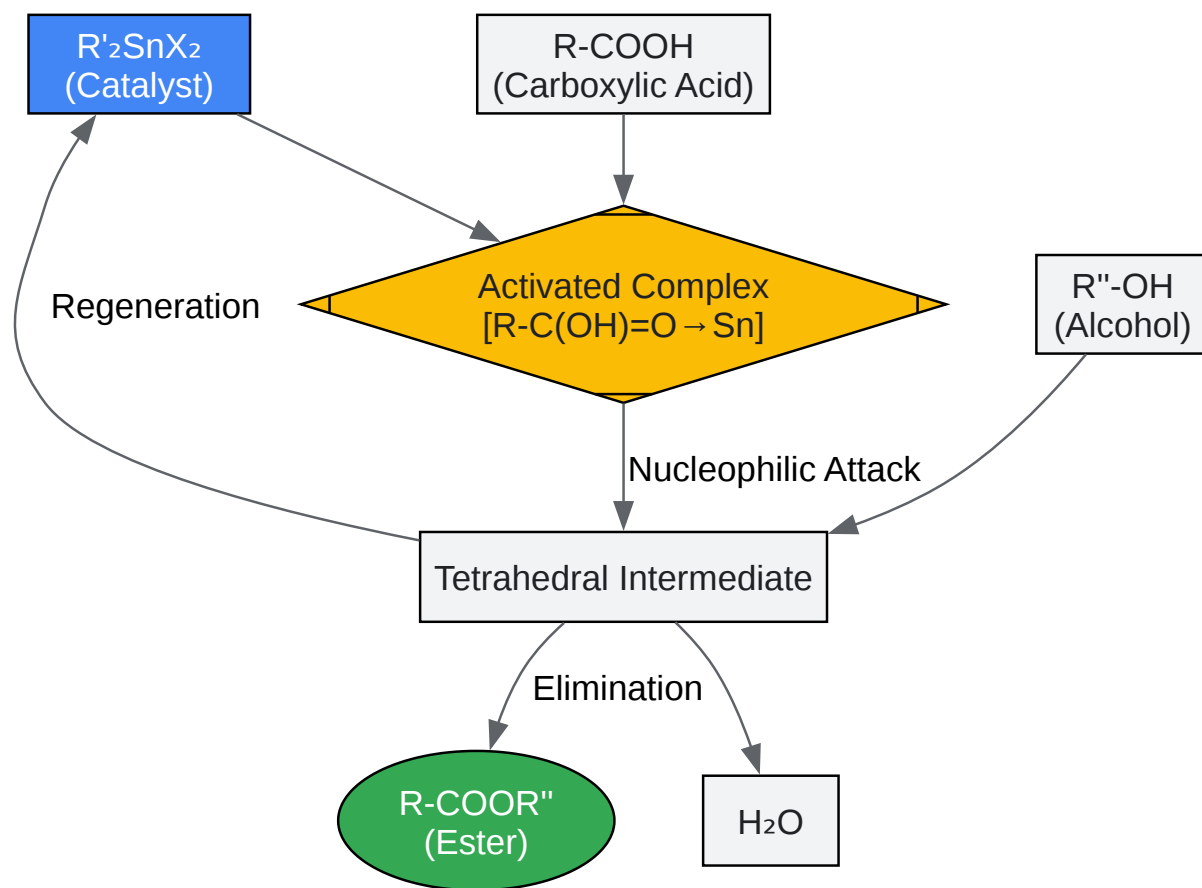 R'₂SnX₂
(Catalyst)
R-COOH
(Carboxylic Acid)
Activated Complex
[R-C(OH)=O→Sn]
R''-OH
(Alcohol)
Regeneration
Nucleophilic Attack
Tetrahedral Intermediate
Elimination
R-COOR''
(Ester)
H₂O